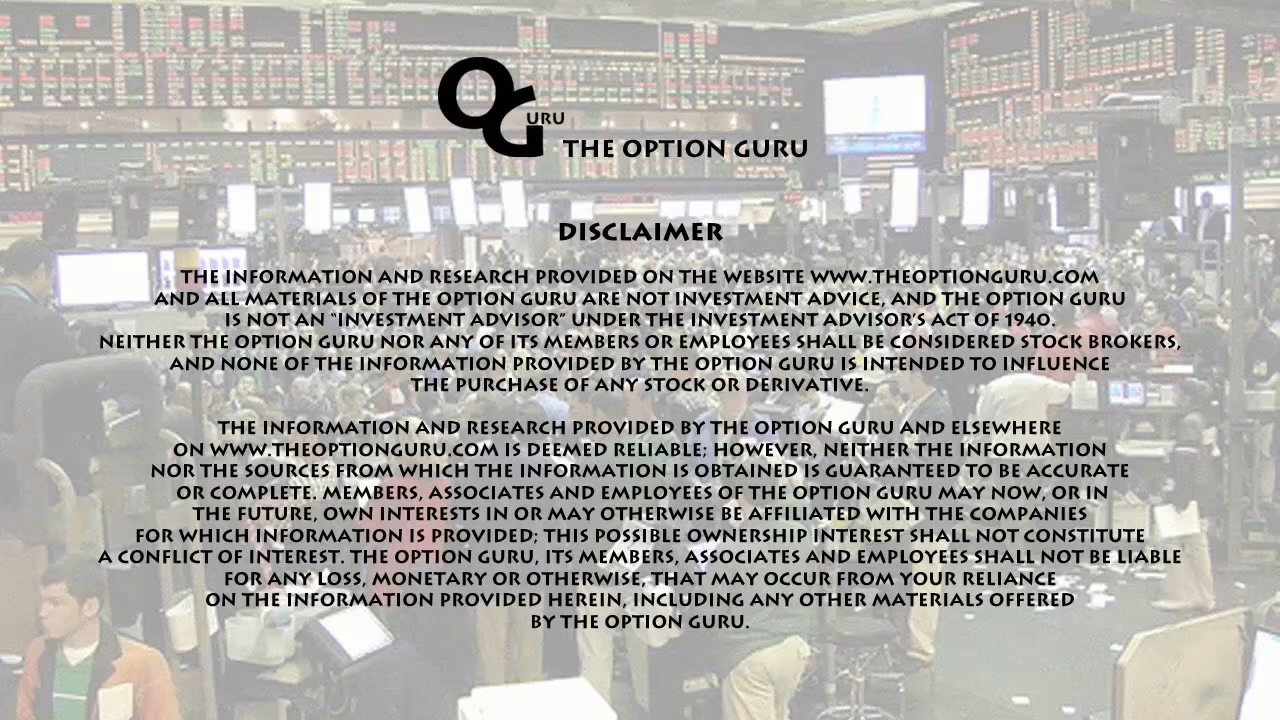 OG
URU
THE OPTION GURU
DISCLAIMER
THE INFORMATION AND RESEARCH PROVIDED ON THE WEBSITE WWW.THEOPTIONGURU.COM
AND ALL MATERIALS OF THE OPTION GURU ARE NOT INVESTMENT ADVICE, AND THE OPTION GURU
IS NOT AN “INVESTMENT ADVISOR” UNDER THE INVESTMENT ADVISOR’S ACT OF 1940.
NEITHER THE OPTION GURU NOR ANY OF ITS MEMBERS OR EMPLOYEES SHALL BE CONSIDERED STOCK BROKERS,
AND NONE OF THE INFORMATION PROVIDED BY THE OPTION GURU IS INTENDED TO INFLUENCE
THE PURCHASE OF ANY STOCK OR DERIVATIVE.
THE INFORMATION AND RESEARCH PROVIDED BY THE OPTION GURU AND ELSEWHERE
ON WWW.THEOPTIONGURU.COM IS DEEMED RELIABLE; HOWEVER, NEITHER THE INFORMATION
NOR THE SOURCES FROM WHICH THE INFORMATION IS OBTAINED IS GUARANTEED TO BE ACCURATE
OR COMPLETE. MEMBERS, ASSOCIATES AND EMPLOYEES OF THE OPTION GURU MAY NOW, OR IN
THE FUTURE, OWN INTERESTS IN OR MAY OTHERWISE BE AFFILIATED WITH THE COMPANIES
FOR WHICH INFORMATION IS PROVIDED; THIS POSSIBLE OWNERSHIP INTEREST SHALL NOT CONSTITUTE
A CONFLICT OF INTEREST. THE OPTION GURU, ITS MEMBERS, ASSOCIATES AND EMPLOYEES SHALL NOT BE LIABLE
FOR ANY LOSS, MONETARY OR OTHERWISE, THAT MAY OCCUR FROM YOUR RELIANCE
ON THE INFORMATION PROVIDED HEREIN, INCLUDING ANY OTHER MATERIALS OFFERED
BY THE OPTION GURU.